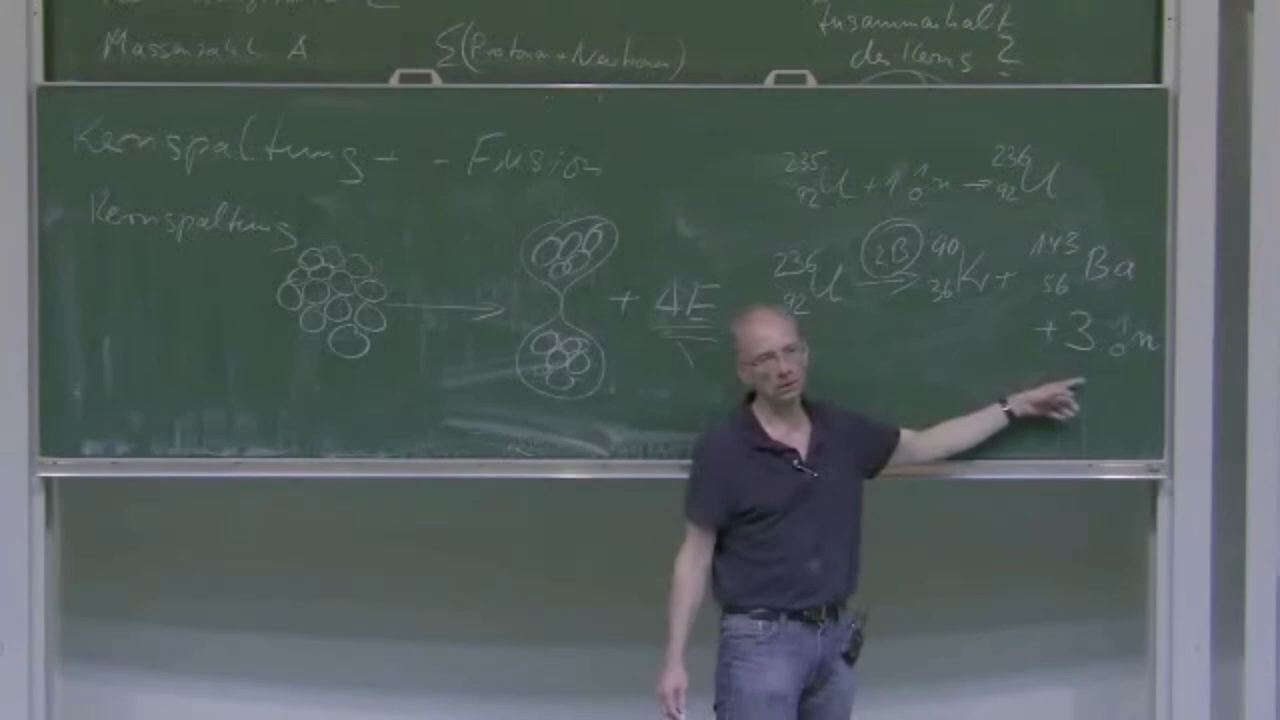 Massenzahl A Σ(Protonen+Neutronen)
Zusammenhalt
des Kerns ?
Kernspaltung + - Fusion
Kernspaltung
+ ΔE
²³⁵₉₂U + 1 ¹₀n → ²³⁶₉₂U
²³⁶₉₂U zB → ⁹⁰₃₆Kr + ¹⁴³₅₆Ba
+ 3 ¹₀n